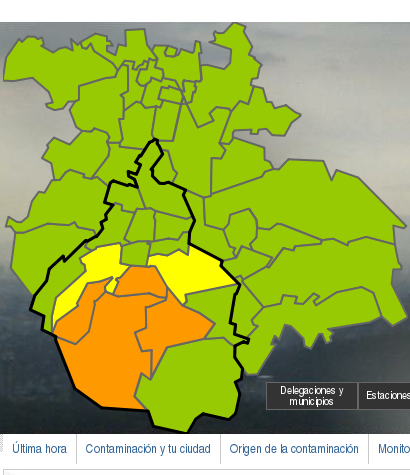 Delegaciones y
municipios
Estaciones
Última hora
Contaminación y tu ciudad
Origen de la contaminación
Monito